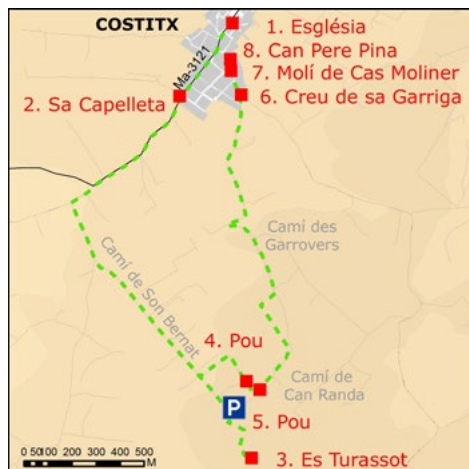 COSTITX
1. Església
8. Can Pere Pina
7. Molí de Cas Moliner
6. Creu de sa Garriga
Ma-3121
2. Sa Capelleta
Camí des
Garrovers
Camí de Son Bernat
4. Pou
Camí de
Can Randa
P
5. Pou
3. Es Turassot
0 50 100 200 300 400 500
M